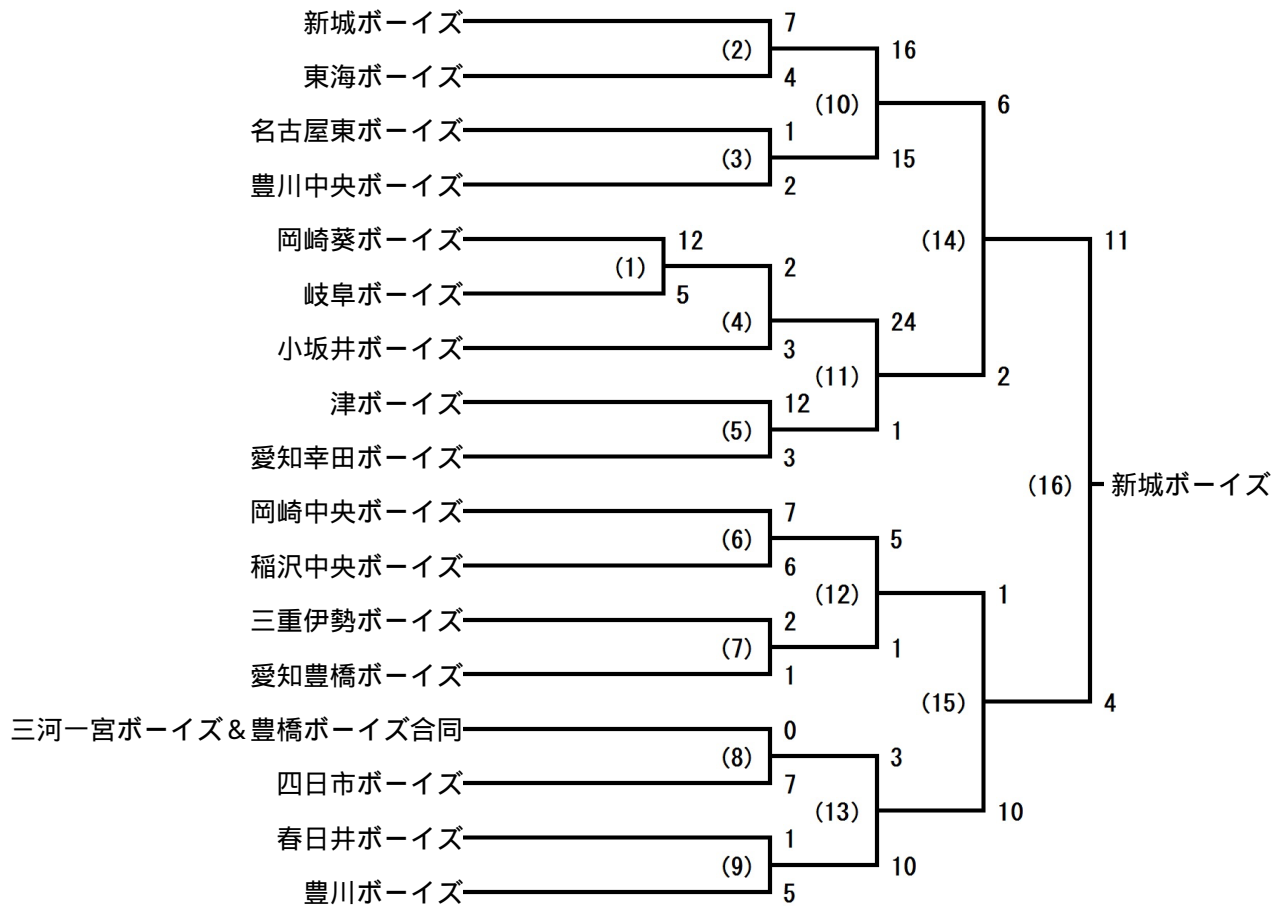 新城ボーイズ 7
(2) 16
東海ボーイズ 4
(10) 6
名古屋東ボーイズ 1
(3) 15
豊川中央ボーイズ 2
岡崎葵ボーイズ 12 (14) 11
(1) 2
岐阜ボーイズ 5
(4) 24
小坂井ボーイズ 3
(11) 2
津ボーイズ 12
(5) 1
愛知幸田ボーイズ 3
(16) 新城ボーイズ
岡崎中央ボーイズ 7
(6) 5
稲沢中央ボーイズ 6
(12) 1
三重伊勢ボーイズ 2
(7) 1
愛知豊橋ボーイズ 1
(15) 4
三河一宮ボーイズ&豊橋ボーイズ合同 0
(8) 3
四日市ボーイズ 7
(13) 10
春日井ボーイズ 1
(9) 10
豊川ボーイズ 5